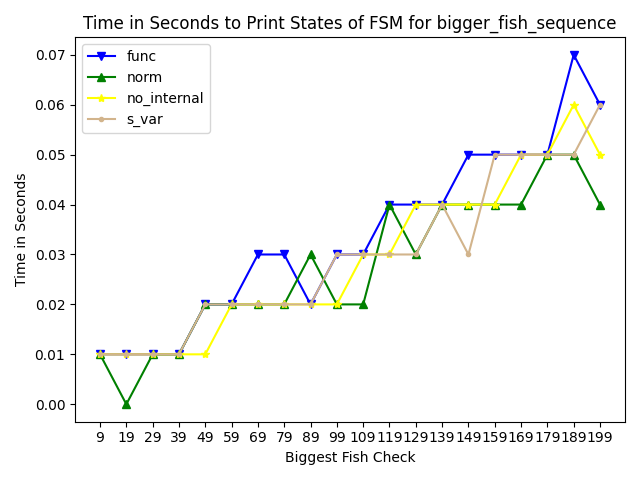 Time in Seconds to Print States of FSM for bigger_fish_sequence
func
norm
no_internal
s_var
0.07
0.06
0.05
0.04
0.03
0.02
0.01
0.00
Time in Seconds
9 19 29 39 49 59 69 79 89 99 109 119 129 139 149 159 169 179 189 199
Biggest Fish Check